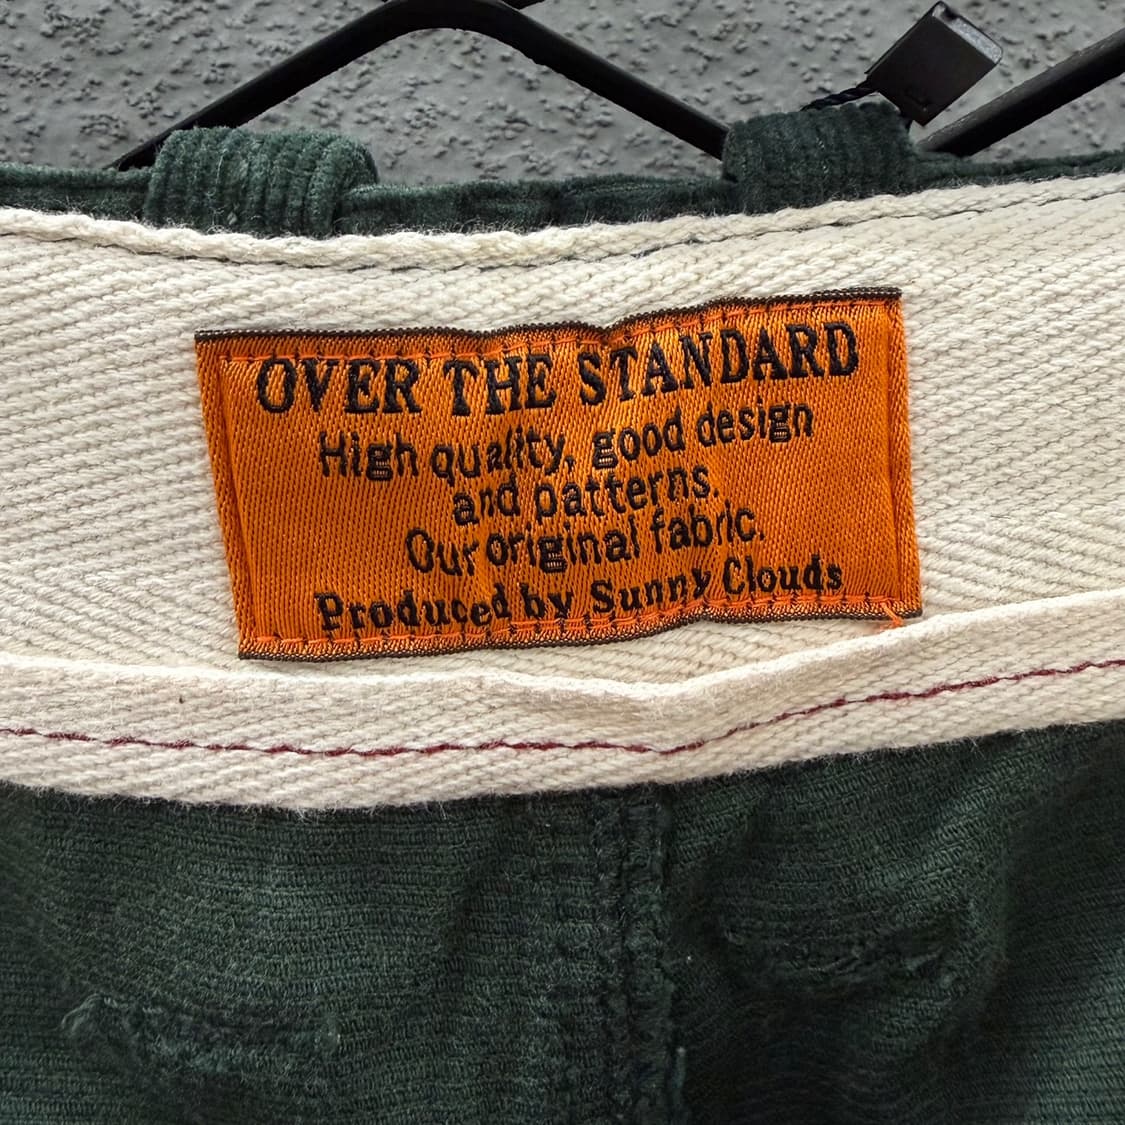 OVER THE STANDARD
High quality, good design
and patterns.
Our original fabric.
Produced by Sunny Clouds